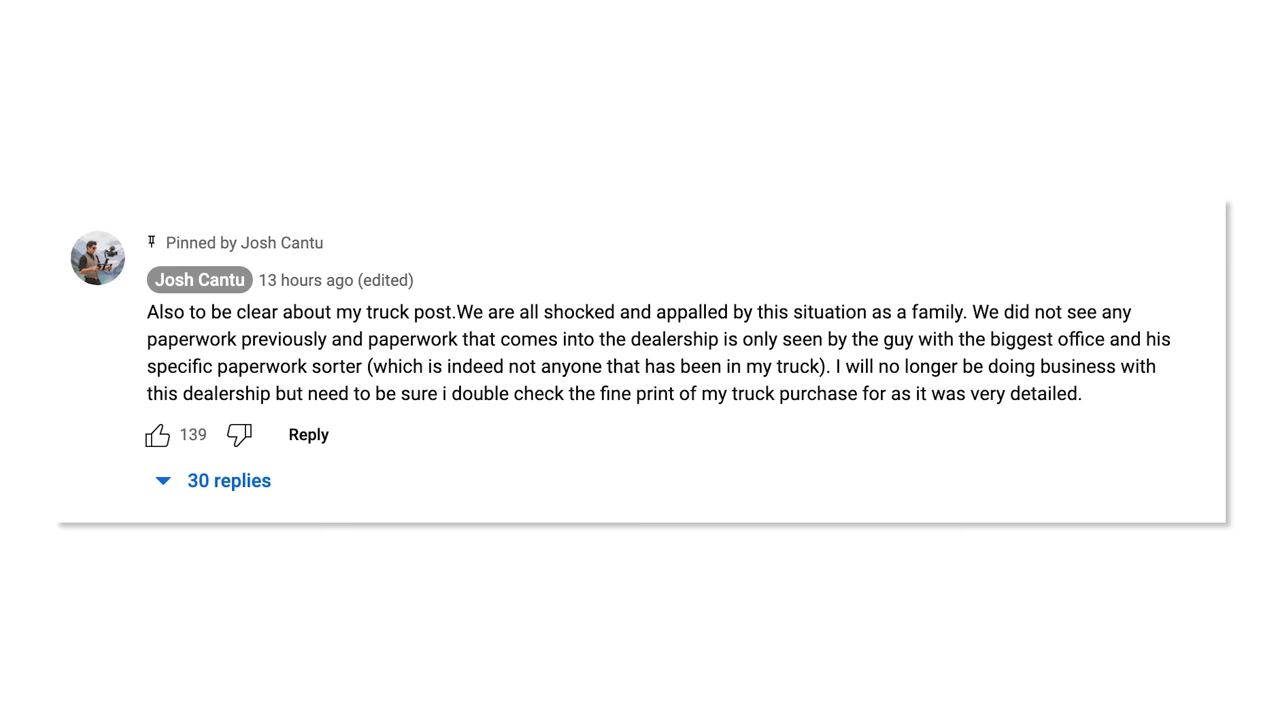 Pinned by Josh Cantu
Josh Cantu 13 hours ago (edited)
Also to be clear about my truck post.We are all shocked and appalled by this situation as a family. We did not see any
paperwork previously and paperwork that comes into the dealership is only seen by the guy with the biggest office and his
specific paperwork sorter (which is indeed not anyone that has been in my truck). I will no longer be doing business with
this dealership but need to be sure i double check the fine print of my truck purchase for as it was very detailed.
139 Reply
30 replies